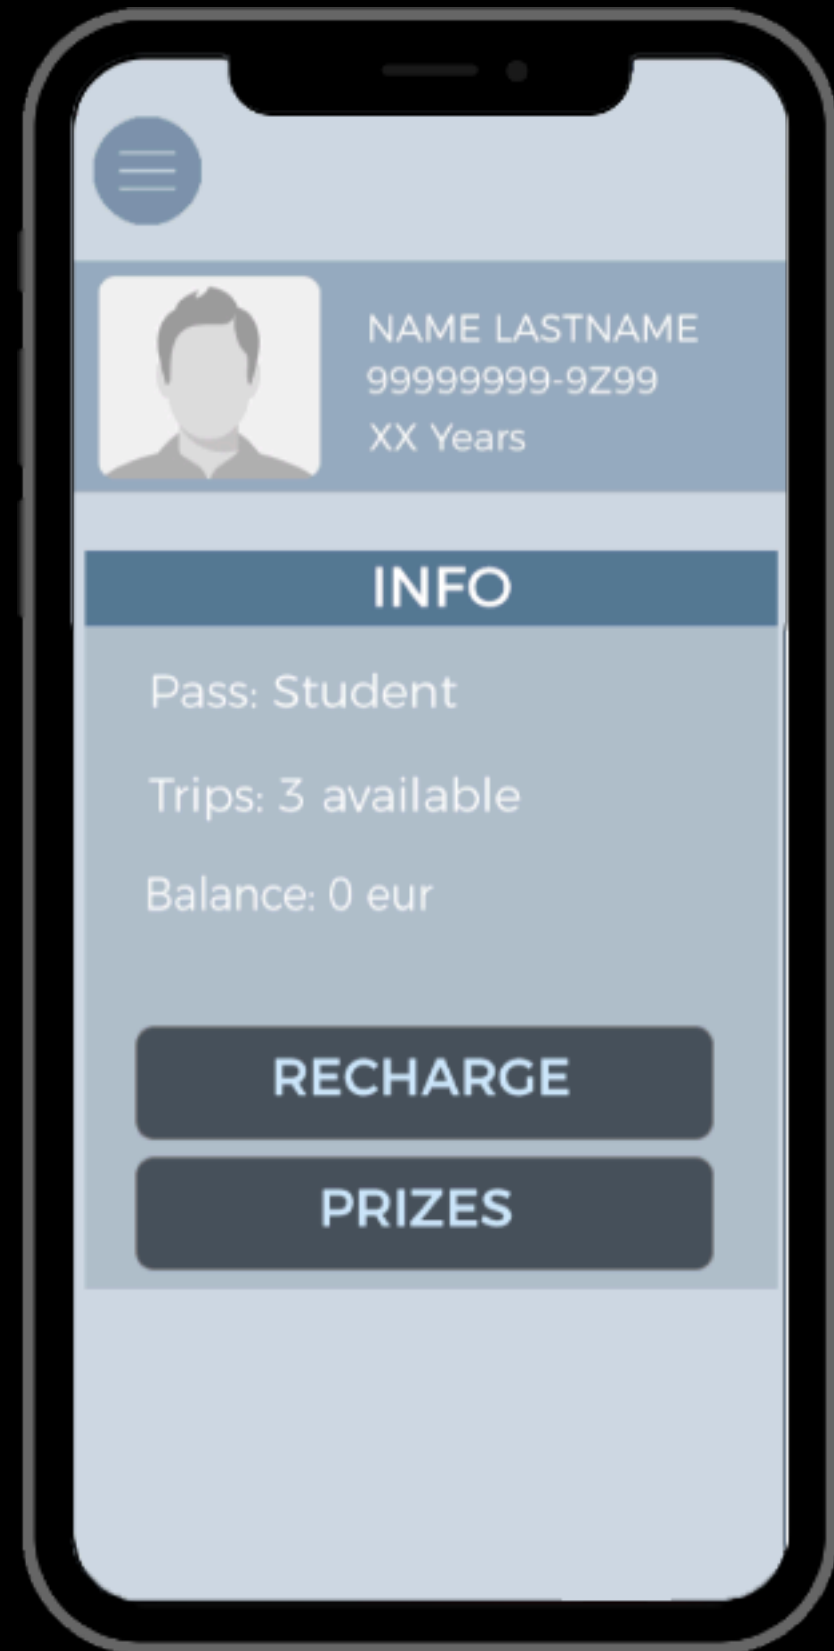 NAME LASTNAME
99999999-9Z99
XX Years
INFO
Pass: Student
Trips: 3 available
Balance: 0 eur
RECHARGE
PRIZES